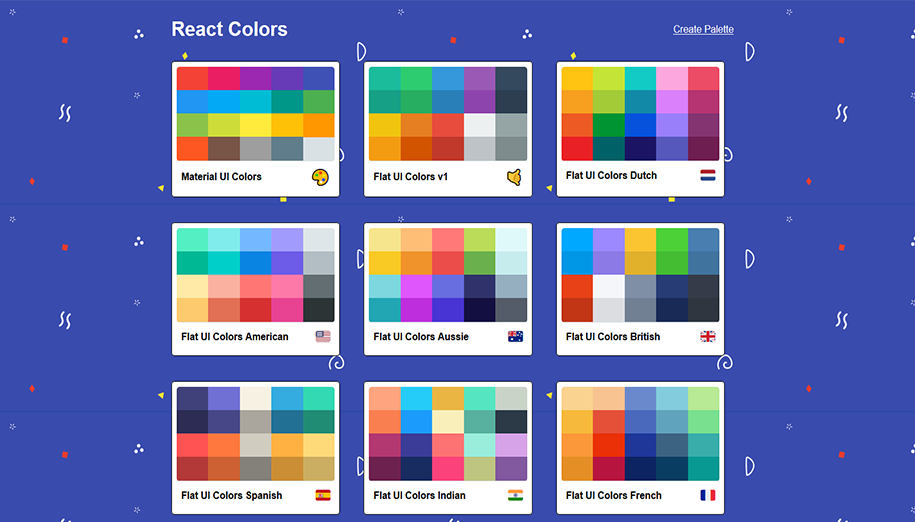 React Colors
Create Palette
Material UI Colors
Flat UI Colors v1
Flat UI Colors Dutch
Flat UI Colors American
Flat UI Colors Aussie
Flat UI Colors British
Flat UI Colors Spanish
Flat UI Colors Indian
Flat UI Colors French